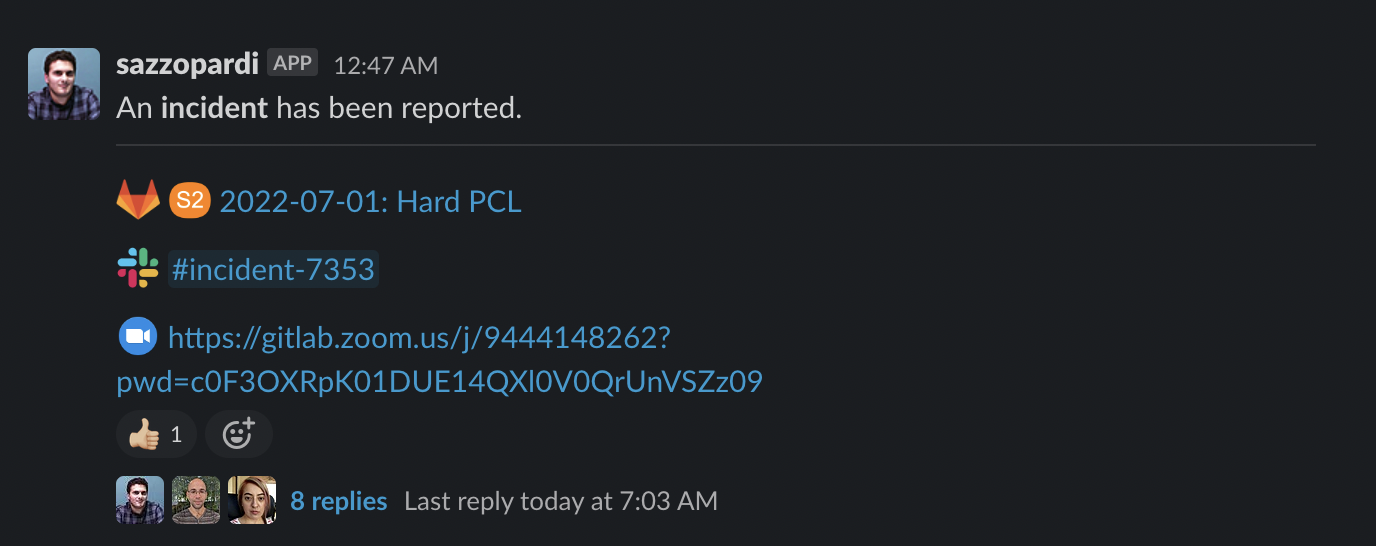 sazzopardi APP 12:47 AM
An incident has been reported.
S2 2022-07-01: Hard PCL
#incident-7353
https://gitlab.zoom.us/j/9444148262?
pwd=c0F3OXRpK01DUE14QXl0V0QrUnVSZz09
1
8 replies Last reply today at 7:03 AM